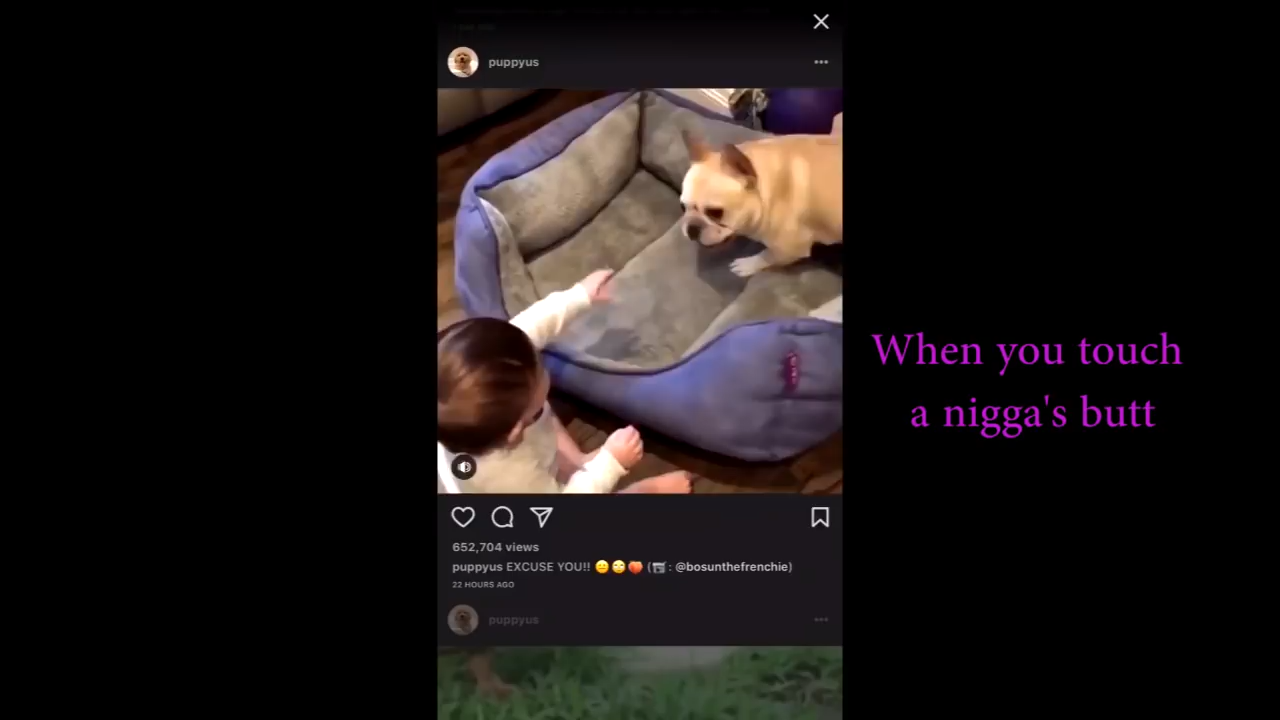 puppyus
652,704 views
puppyus EXCUSE YOU!! 😑🙄🍑 (📹: @bosunthefrenchie)
22 HOURS AGO
puppyus
When you touch
a nigga's butt